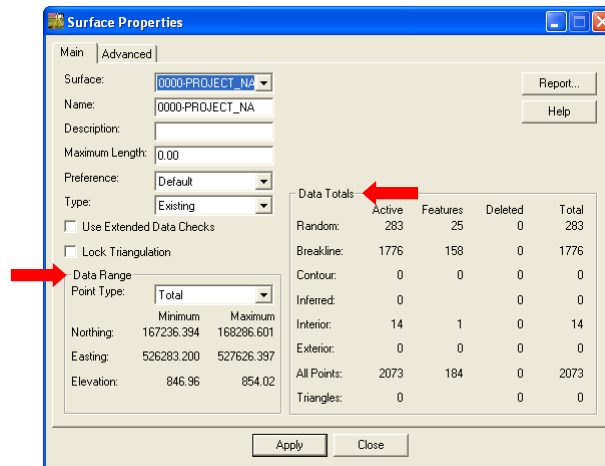 Surface Properties
Main Advanced
Surface: 0000-PROJECT_NA Report...
Name: 0000-PROJECT_NA Help
Description:
Maximum Length: 0.00
Preference: Default
Type: Existing
Use Extended Data Checks
Lock Triangulation
Data Range
Point Type: Total
Minimum Maximum
Northing: 167236.394 168286.601
Easting: 526283.200 527626.397
Elevation: 846.96 854.02
Data Totals
Active Features Deleted Total
Random: 283 25 0 283
Breakline: 1776 158 0 1776
Contour: 0 0 0 0
Inferred: 0 0 0
Interior: 14 1 0 14
Exterior: 0 0 0 0
All Points: 2073 184 0 2073
Triangles: 0 0 0
Apply Close